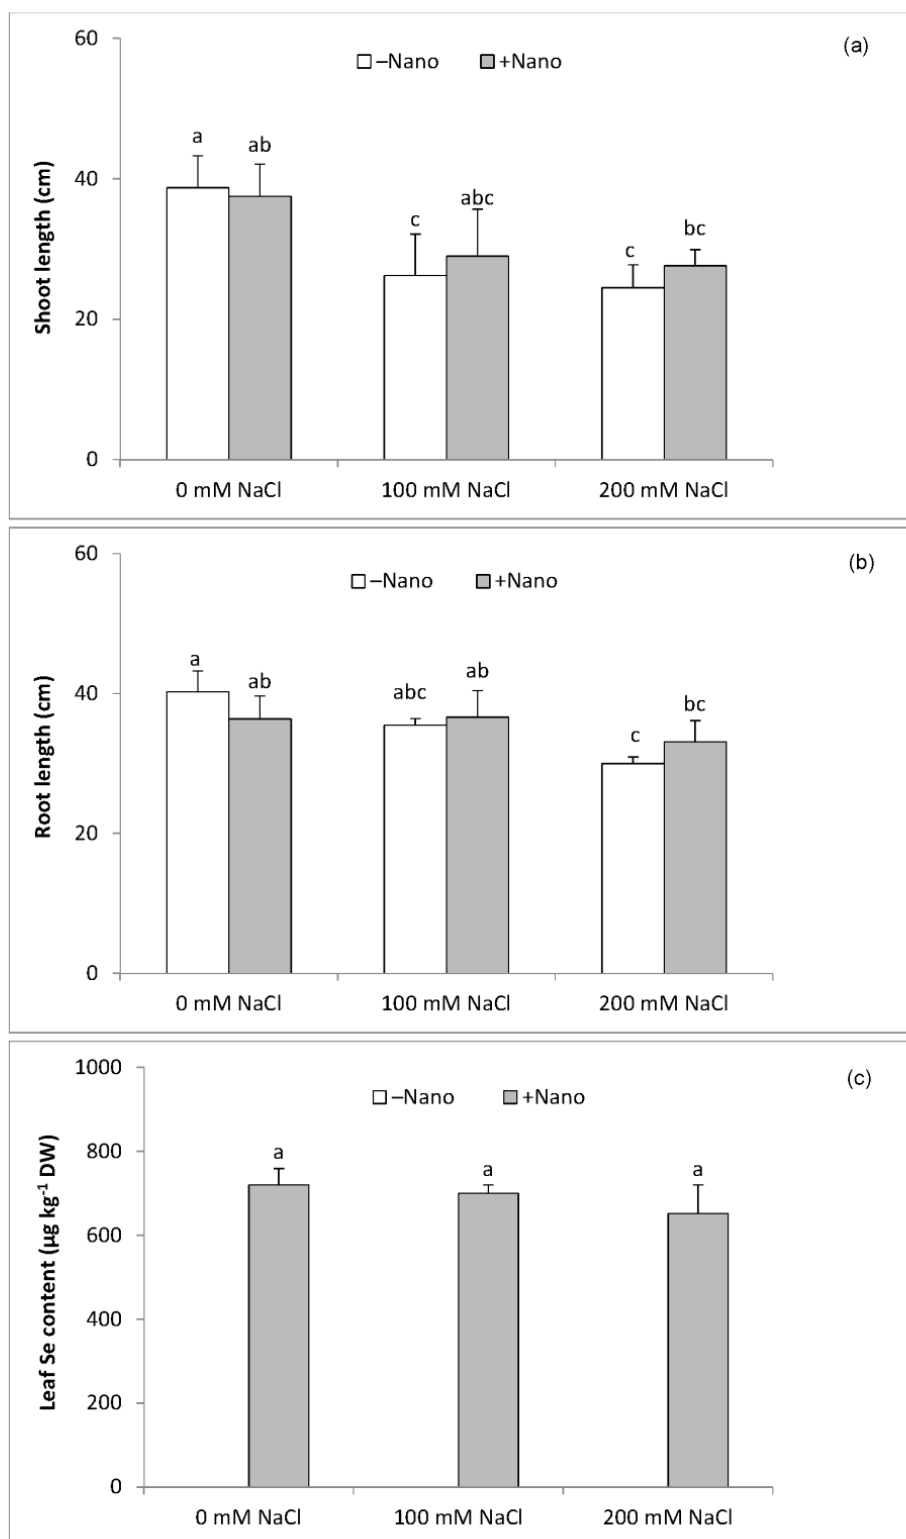 60
(a)
–Nano +Nano
a
ab
40
abc
c
bc
c
Shoot length (cm)
20
0
0 mM NaCl 100 mM NaCl 200 mM NaCl
60
(b)
–Nano +Nano
a
ab
ab
abc
bc
40
c
Root length (cm)
20
0
0 mM NaCl 100 mM NaCl 200 mM NaCl
1000
(c)
–Nano +Nano
800
a a a
Leaf Se content (µg kg⁻¹ DW)
600
400
200
0
0 mM NaCl 100 mM NaCl 200 mM NaCl